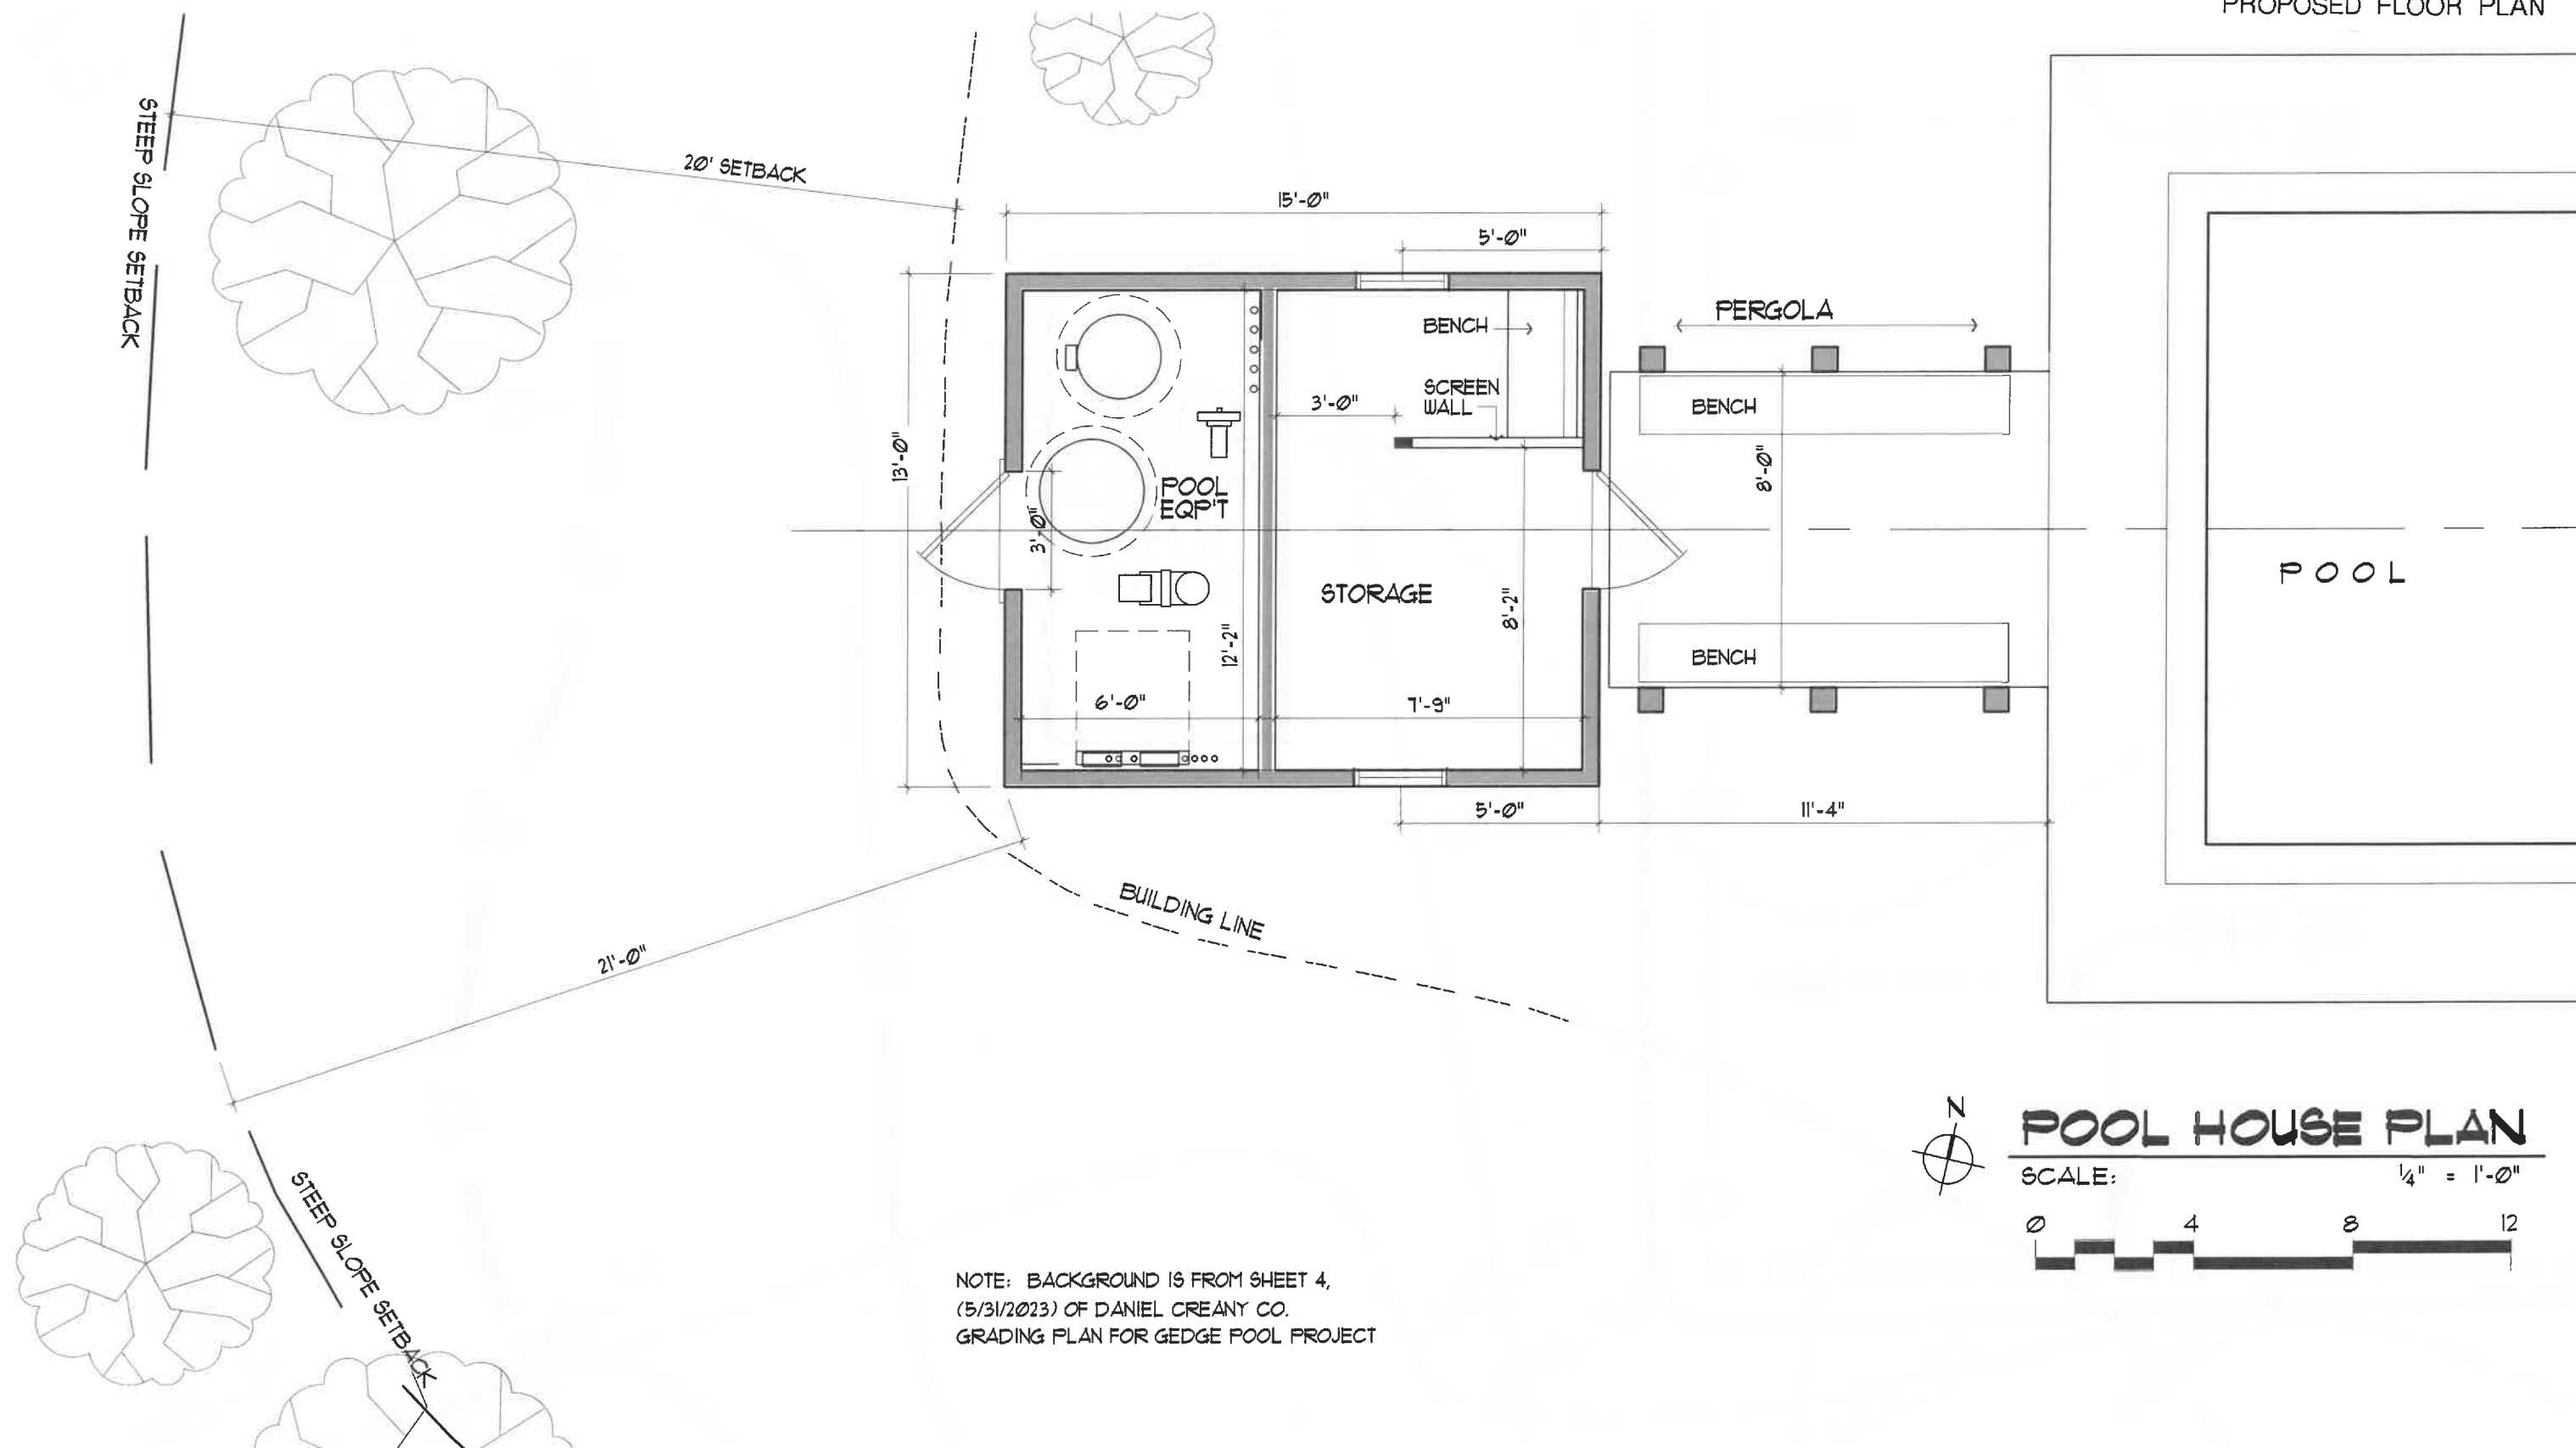 PROPOSED FLOOR PLAN
STEEP SLOPE SETBACK
20' SETBACK
15'-0"
5'-0"
13'-0"
PERGOLA
BENCH
SCREEN
WALL
3'-0"
BENCH
8'-0"
POOL
EQP'T
3'-0"
STORAGE
8'-2"
12'-2"
POOL
BENCH
6'-0"
7'-9"
5'-0"
11'-4"
BUILDING LINE
21'-0"
STEEP SLOPE SETBACK
N
POOL HOUSE PLAN
SCALE: 1/4" = 1'-0"
0 4 8 12
NOTE: BACKGROUND IS FROM SHEET 4,
(5/31/2023) OF DANIEL CREANY CO.
GRADING PLAN FOR GEDGE POOL PROJECT